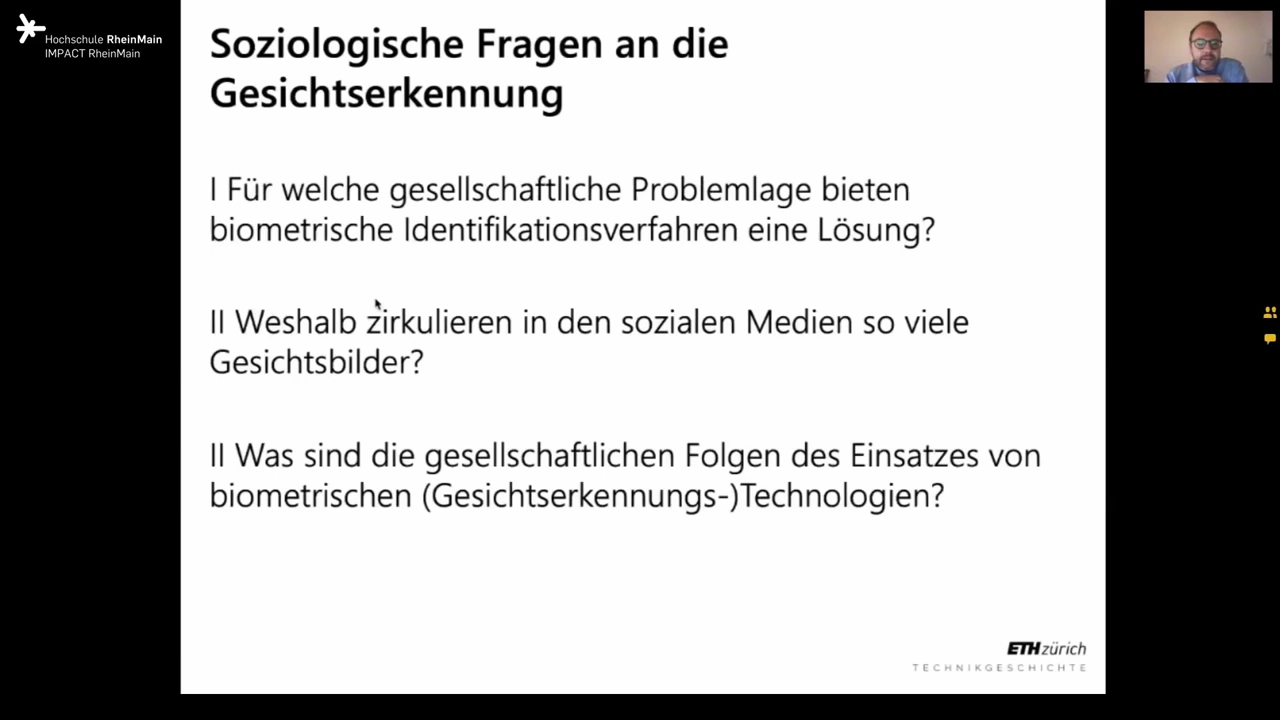 Hochschule RheinMain
IMPACT RheinMain
Soziologische Fragen an die
Gesichtserkennung
I Für welche gesellschaftliche Problemlage bieten
biometrische Identifikationsverfahren eine Lösung?
II Weshalb zirkulieren in den sozialen Medien so viele
Gesichtsbilder?
II Was sind die gesellschaftlichen Folgen des Einsatzes von
biometrischen (Gesichtserkennungs-)Technologien?
ETH zürich
TECHNIKGESCHICHTE